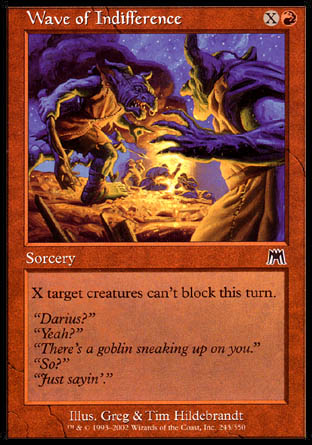 Wave of Indifference X
Sorcery
X target creatures can't block this turn.
"Darius?"
"Yeah?"
"There's a goblin sneaking up on you."
"So?"
"Just sayin'."
Illus. Greg & Tim Hildebrandt
™ & © 1993–2002 Wizards of the Coast, Inc. 243/350